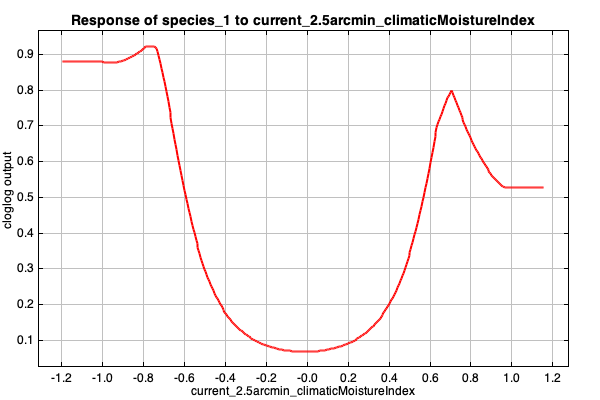 Response of species_1 to current_2.5arcmin_climaticMoistureIndex
cloglog output
0.9
0.8
0.7
0.6
0.5
0.4
0.3
0.2
0.1
-1.2 -1.0 -0.8 -0.6 -0.4 -0.2 -0.0 0.2 0.4 0.6 0.8 1.0 1.2
current_2.5arcmin_climaticMoistureIndex